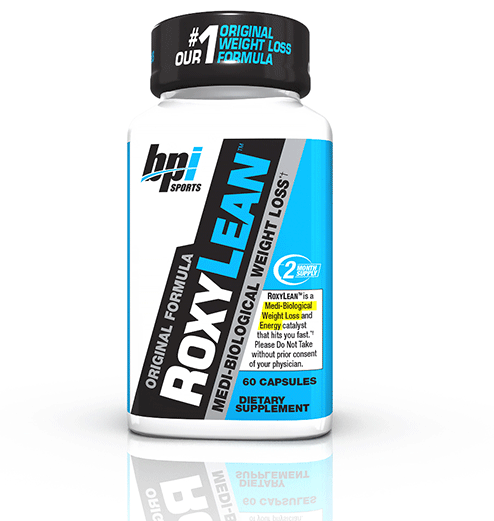 OUR #1 ORIGINAL
WEIGHT LOSS
FORMULA
bpi
SPORTS
ORIGINAL FORMULA
ROXYLEAN™
MEDI-BIOLOGICAL WEIGHT LOSS*†
2 MONTH
SUPPLY
ROXYLEAN™ is a
Medi-Biological
Weight Loss and
Energy catalyst
that hits you fast.*†
Please Do Not Take
without prior consent
of your physician.
60 CAPSULES
DIETARY
SUPPLEMENT